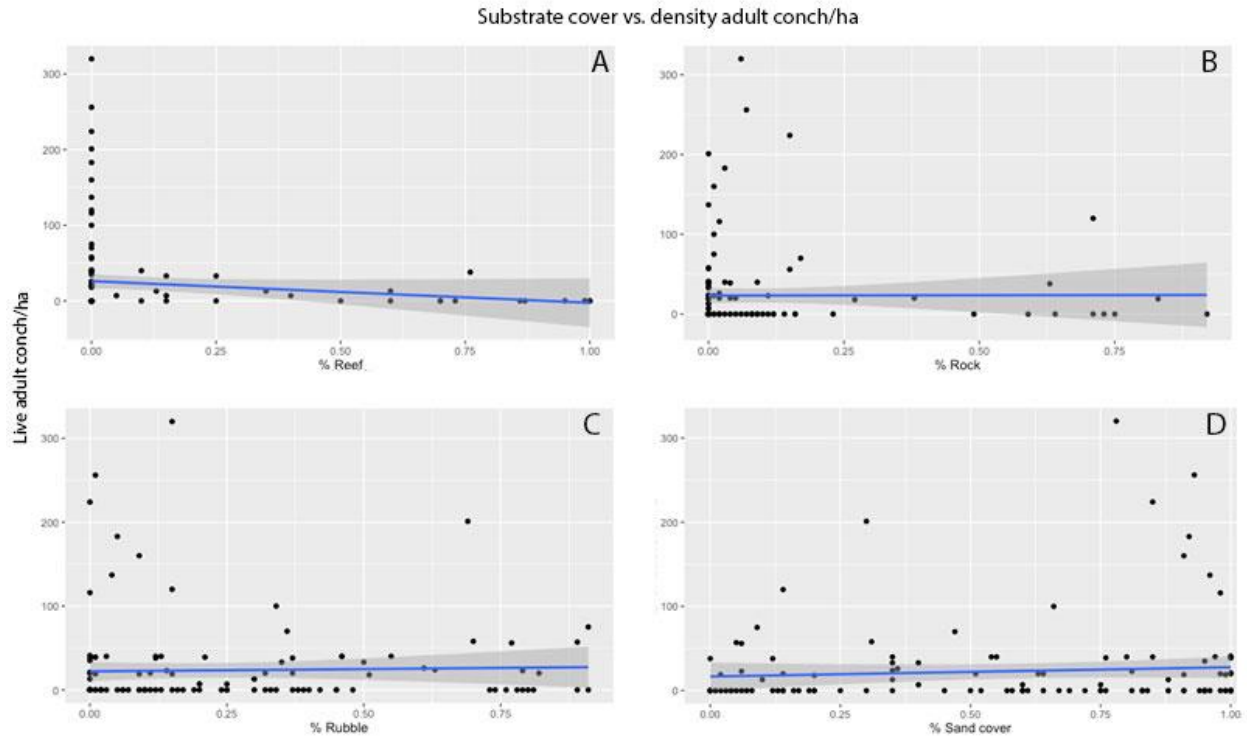 Substrate cover vs. density adult conch/ha
Live adult conch/ha
A
300
200
100
0
0.00 0.25 0.50 0.75 1.00
% Reef
B
300
200
100
0
0.00 0.25 0.50 0.75
% Rock
C
300
200
100
0
0.00 0.25 0.50 0.75
% Rubble
D
300
200
100
0
0.00 0.25 0.50 0.75 1.00
% Sand cover